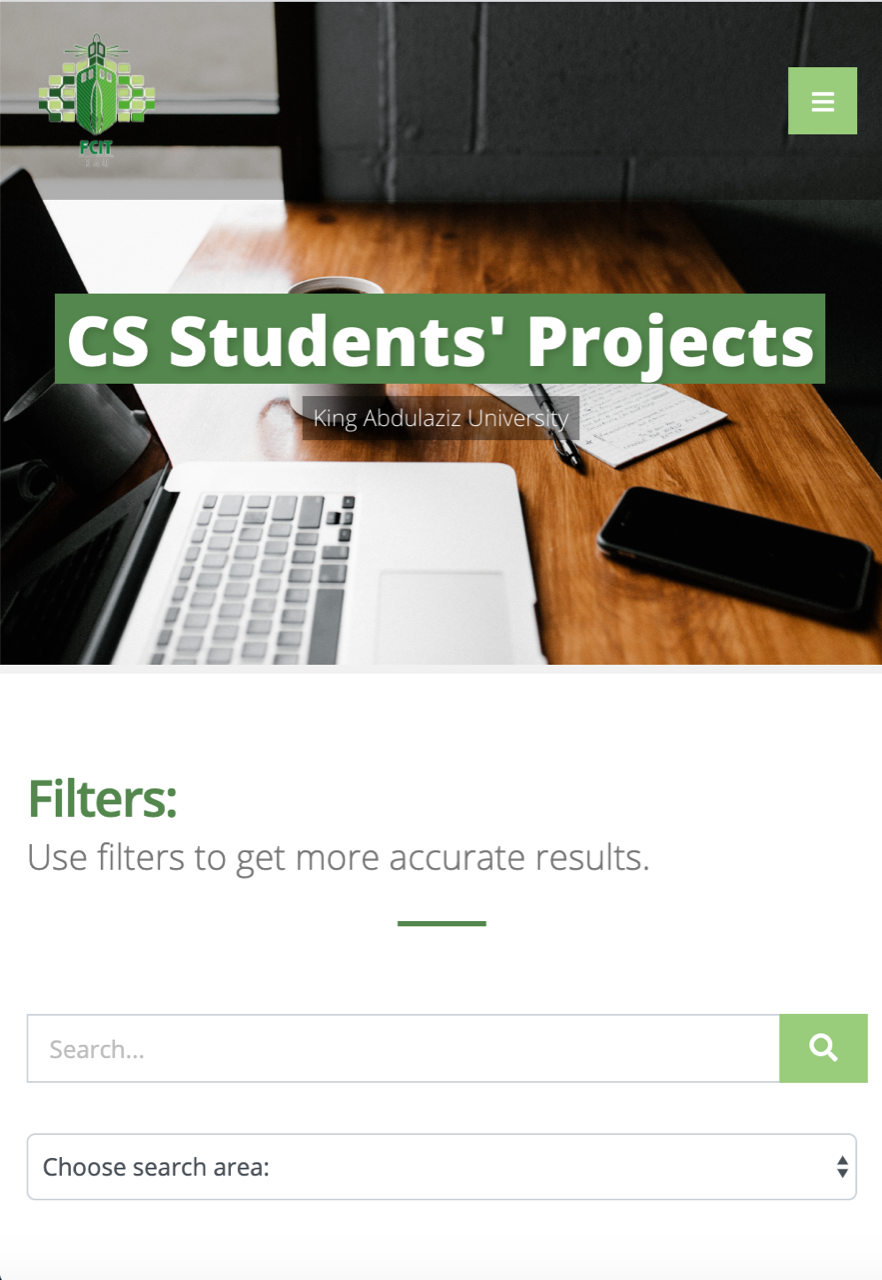 FCIT
KAU
CS Students' Projects
King Abdulaziz University
Filters:
Use filters to get more accurate results.
Search...
Choose search area: